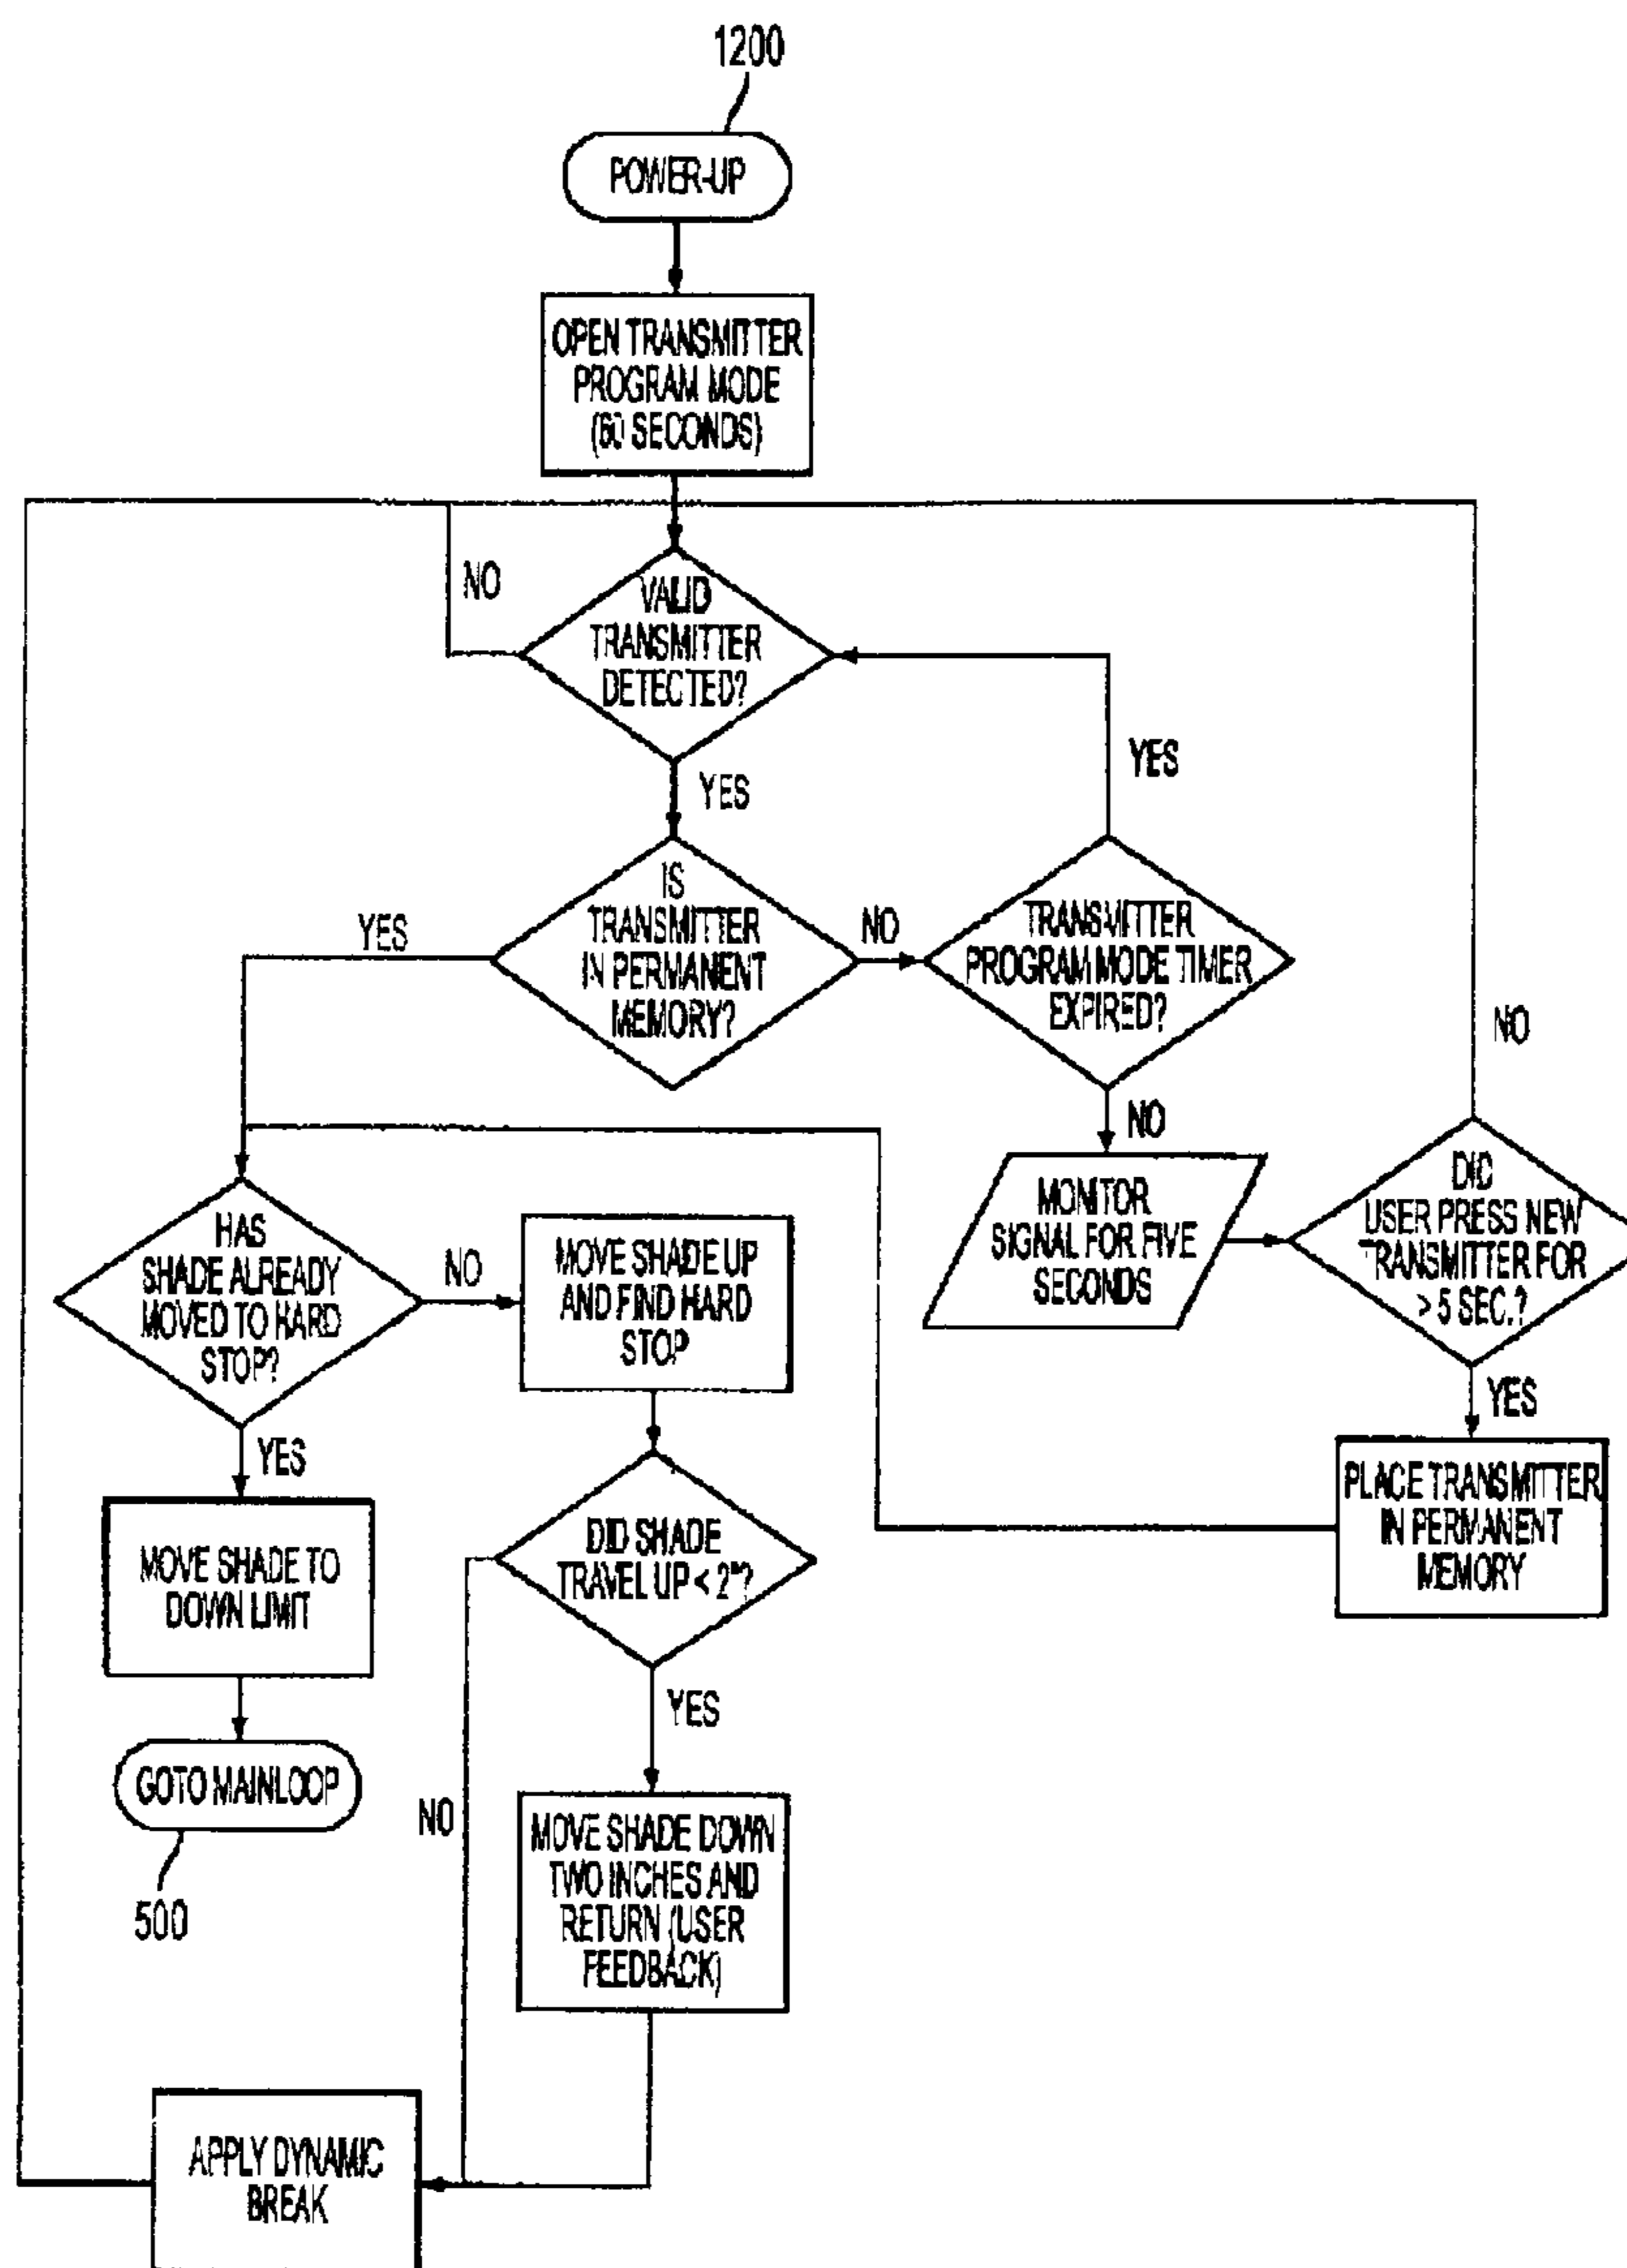 1200
POWER-UP
OPEN TRANSMITTER
PROGRAM MODE
(60 SECONDS)
NO
VALID
TRANSMITTER
DETECTED?
YES
YES
IS
TRANSMITTER
IN PERMANENT
MEMORY?
YES
NO
TRANSMITTER
PROGRAM MODE TIMER
EXPIRED?
NO
NO
MONITOR
SIGNAL FOR FIVE
SECONDS
DID
USER PRESS NEW
TRANSMITTER FOR
> 5 SEC.?
YES
PLACE TRANSMITTER
IN PERMANENT
MEMORY
HAS
SHADE ALREADY
MOVED TO HARD
STOP?
NO
MOVE SHADE UP
AND FIND HARD
STOP
YES
MOVE SHADE TO
DOWN LIMIT
GOTO MAINLOOP
500
DID SHADE
TRAVEL UP < 2"?
YES
NO
MOVE SHADE DOWN
TWO INCHES AND
RETURN (USER
FEEDBACK)
APPLY DYNAMIC
BREAK